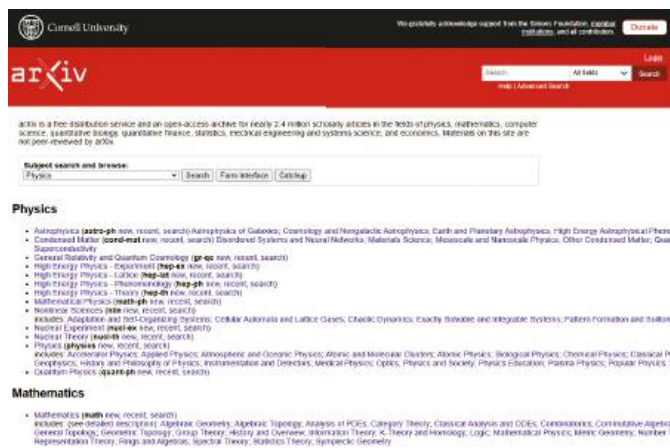 Cornell University
We gratefully acknowledge support from the Simons Foundation, member
institutions, and all contributors.
Donate
arXiv
Login
Search...
All fields
Search
Help | Advanced Search
arXiv is a free distribution service and an open-access archive for nearly 2.4 million scholarly articles in the fields of physics, mathematics, computer
science, quantitative biology, quantitative finance, statistics, electrical engineering and systems science, and economics. Materials on this site are
not peer-reviewed by arXiv.
Subject search and browse:
Physics
Search
Form Interface
Catchup
Physics
Astrophysics (astro-ph new, recent, search) Astrophysics of Galaxies; Cosmology and Nongalactic Astrophysics; Earth and Planetary Astrophysics; High Energy Astrophysical Phen
Condensed Matter (cond-mat new, recent, search) Disordered Systems and Neural Networks; Materials Science; Mesoscale and Nanoscale Physics; Other Condensed Matter;
Superconductivity
General Relativity and Quantum Cosmology (gr-qc new, recent, search)
High Energy Physics - Experiment (hep-ex new, recent, search)
High Energy Physics - Lattice (hep-lat new, recent, search)
High Energy Physics - Phenomenology (hep-ph new, recent, search)
High Energy Physics - Theory (hep-th new, recent, search)
Mathematical Physics (math-ph new, recent, search)
Nonlinear Sciences (nlin new, recent, search)
includes: Adaptation and Self-Organizing Systems; Cellular Automata and Lattice Gases; Chaotic Dynamics; Exactly Solvable and Integrable Systems; Pattern Formation and Soliton
Nuclear Experiment (nucl-ex new, recent, search)
Nuclear Theory (nucl-th new, recent, search)
Physics (physics new, recent, search)
includes: Accelerator Physics; Applied Physics; Atmospheric and Oceanic Physics; Atomic and Molecular Clusters; Atomic Physics; Biological Physics; Chemical Physics; Classical P
Geophysics; History and Philosophy of Physics; Instrumentation and Detectors; Medical Physics; Optics; Physics and Society; Physics Education; Plasma Physics; Popular Physics;
Quantum Physics (quant-ph new, recent, search)
Mathematics
Mathematics (math new, recent, search)
includes: (see detailed description) Algebraic Geometry; Algebraic Topology; Analysis of PDEs; Category Theory; Classical Analysis and ODEs; Combinatorics; Commutative Algeb
General Topology; Geometric Topology; Group Theory; History and Overview; Information Theory; K-Theory and Homology; Logic; Mathematical Physics; Metric Geometry; Number
Representation Theory; Rings and Algebras; Spectral Theory; Statistics Theory; Symplectic Geometry